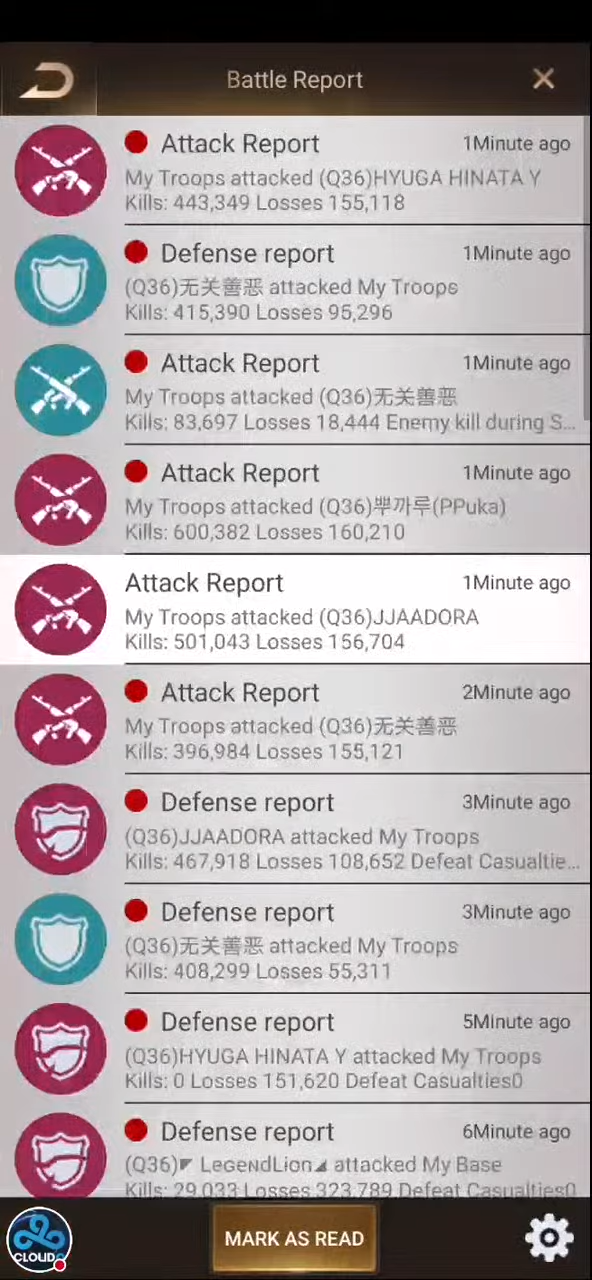 Battle Report
Attack Report 1Minute ago
My Troops attacked (Q36)HYUGA HINATA Y
Kills: 443,349 Losses 155,118
Defense report 1Minute ago
(Q36)无关善恶 attacked My Troops
Kills: 415,390 Losses 95,296
Attack Report 1Minute ago
My Troops attacked (Q36)无关善恶
Kills: 83,697 Losses 18,444 Enemy kill during S...
Attack Report 1Minute ago
My Troops attacked (Q36)뿌까루(PPuka)
Kills: 600,382 Losses 160,210
Attack Report 1Minute ago
My Troops attacked (Q36)JJAADORA
Kills: 501,043 Losses 156,704
Attack Report 2Minute ago
My Troops attacked (Q36)无关善恶
Kills: 396,984 Losses 155,121
Defense report 3Minute ago
(Q36)JJAADORA attacked My Troops
Kills: 467,918 Losses 108,652 Defeat Casualtie...
Defense report 3Minute ago
(Q36)无关善恶 attacked My Troops
Kills: 408,299 Losses 55,311
Defense report 5Minute ago
(Q36)HYUGA HINATA Y attacked My Troops
Kills: 0 Losses 151,620 Defeat Casualties0
Defense report 6Minute ago
(Q36)◤ LᴇɢᴇɴdLıoɴ◢ attacked My Base
Kills: 29,033 Losses 323,789 Defeat Casualties0
CLOUD9 MARK AS READ